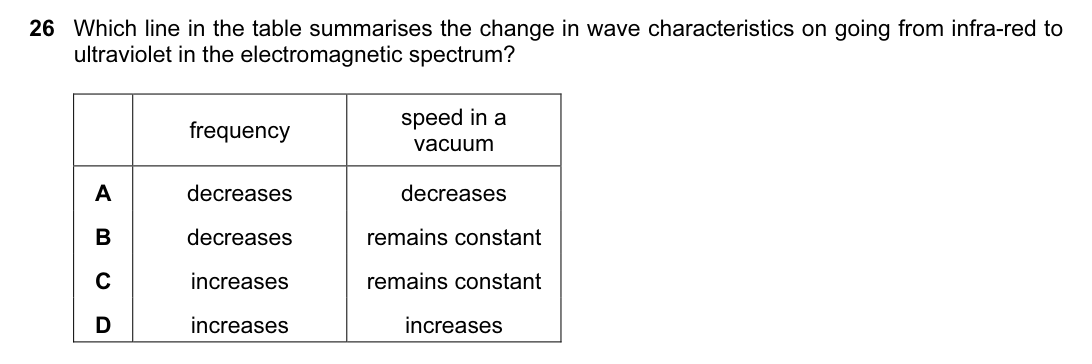 26 Which line in the table summarises the change in wave characteristics on going from infra-red to
ultraviolet in the electromagnetic spectrum?
frequency
speed in a
vacuum
A decreases decreases
B decreases remains constant
C increases remains constant
D increases increases